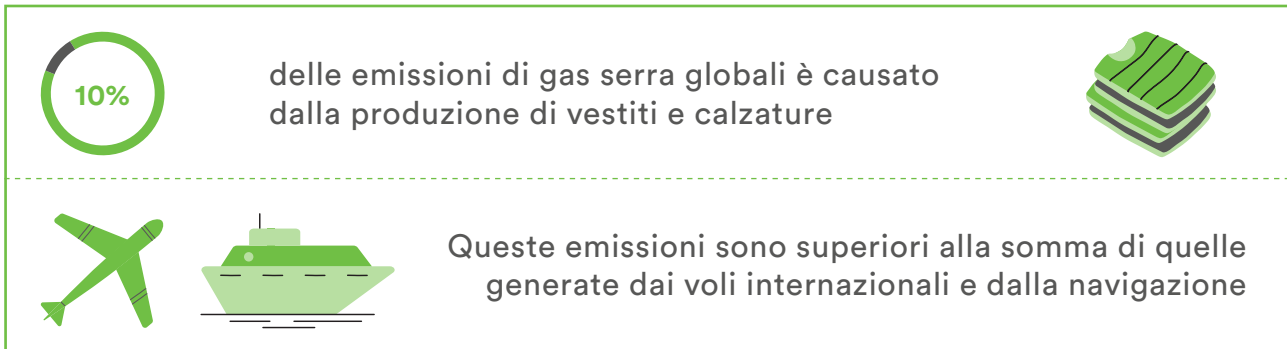 10%
delle emissioni di gas serra globali è causato
dalla produzione di vestiti e calzature
Queste emissioni sono superiori alla somma di quelle
generate dai voli internazionali e dalla navigazione